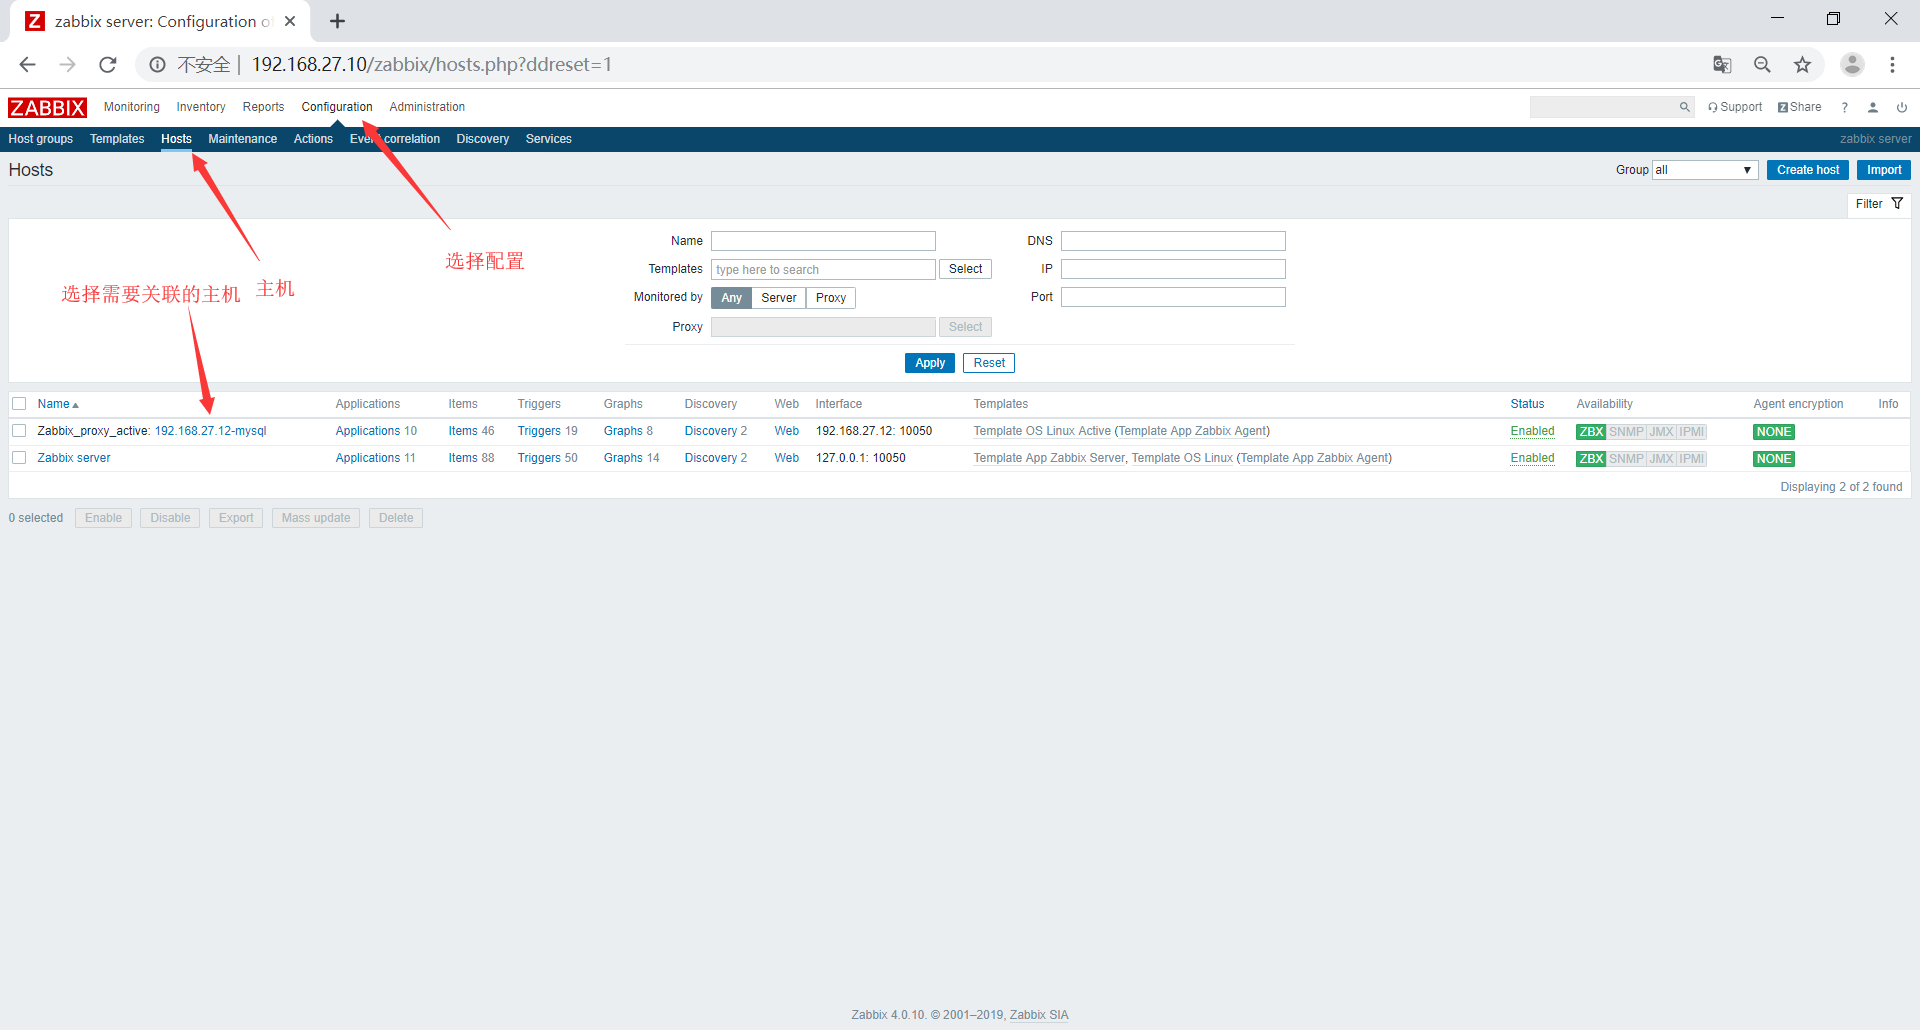 zabbix server: Configuration o
不安全 | 192.168.27.10/zabbix/hosts.php?ddreset=1
ZABBIX Monitoring Inventory Reports Configuration Administration Support Z Share ?
Host groups Templates Hosts Maintenance Actions Event correlation Discovery Services zabbix server
Hosts Group all Create host Import
Filter
Name DNS
Templates type here to search Select IP
Monitored by Any Server Proxy Port
Proxy Select
Apply Reset
选择配置
主机
选择需要关联的主机
Name Applications Items Triggers Graphs Discovery Web Interface Templates Status Availability Agent encryption Info
Zabbix_proxy_active: 192.168.27.12-mysql Applications 10 Items 46 Triggers 19 Graphs 8 Discovery 2 Web 192.168.27.12: 10050 Template OS Linux Active (Template App Zabbix Agent) Enabled ZBX SNMP JMX IPMI NONE
Zabbix server Applications 11 Items 88 Triggers 50 Graphs 14 Discovery 2 Web 127.0.0.1: 10050 Template App Zabbix Server, Template OS Linux (Template App Zabbix Agent) Enabled ZBX SNMP JMX IPMI NONE
Displaying 2 of 2 found
0 selected Enable Disable Export Mass update Delete
Zabbix 4.0.10. © 2001–2019, Zabbix SIA